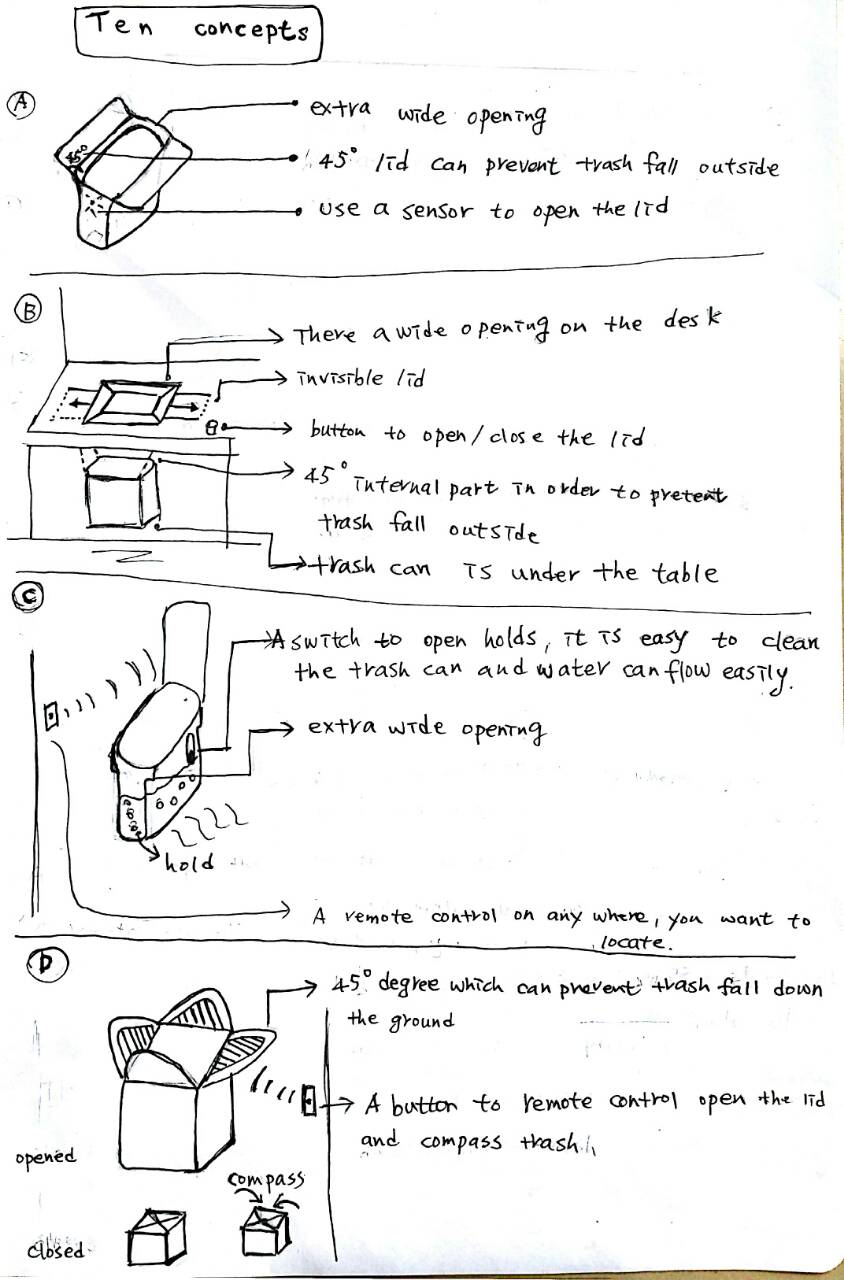 Ten concepts
A
45°
extra wide opening
45° lid can prevent trash fall outside
use a sensor to open the lid
B
There a wide opening on the desk
invisible lid
button to open/close the lid
45° internal part in order to pretent
trash fall outside
trash can is under the table
C
A switch to open holds, it is easy to clean
the trash can and water can flow easily.
extra wide opening
hold
A remote control on any where, you want to
locate.
D
45° degree which can prevent trash fall down
the ground
A button to remote control open the lid
and compass trash.
opened
compass
closed